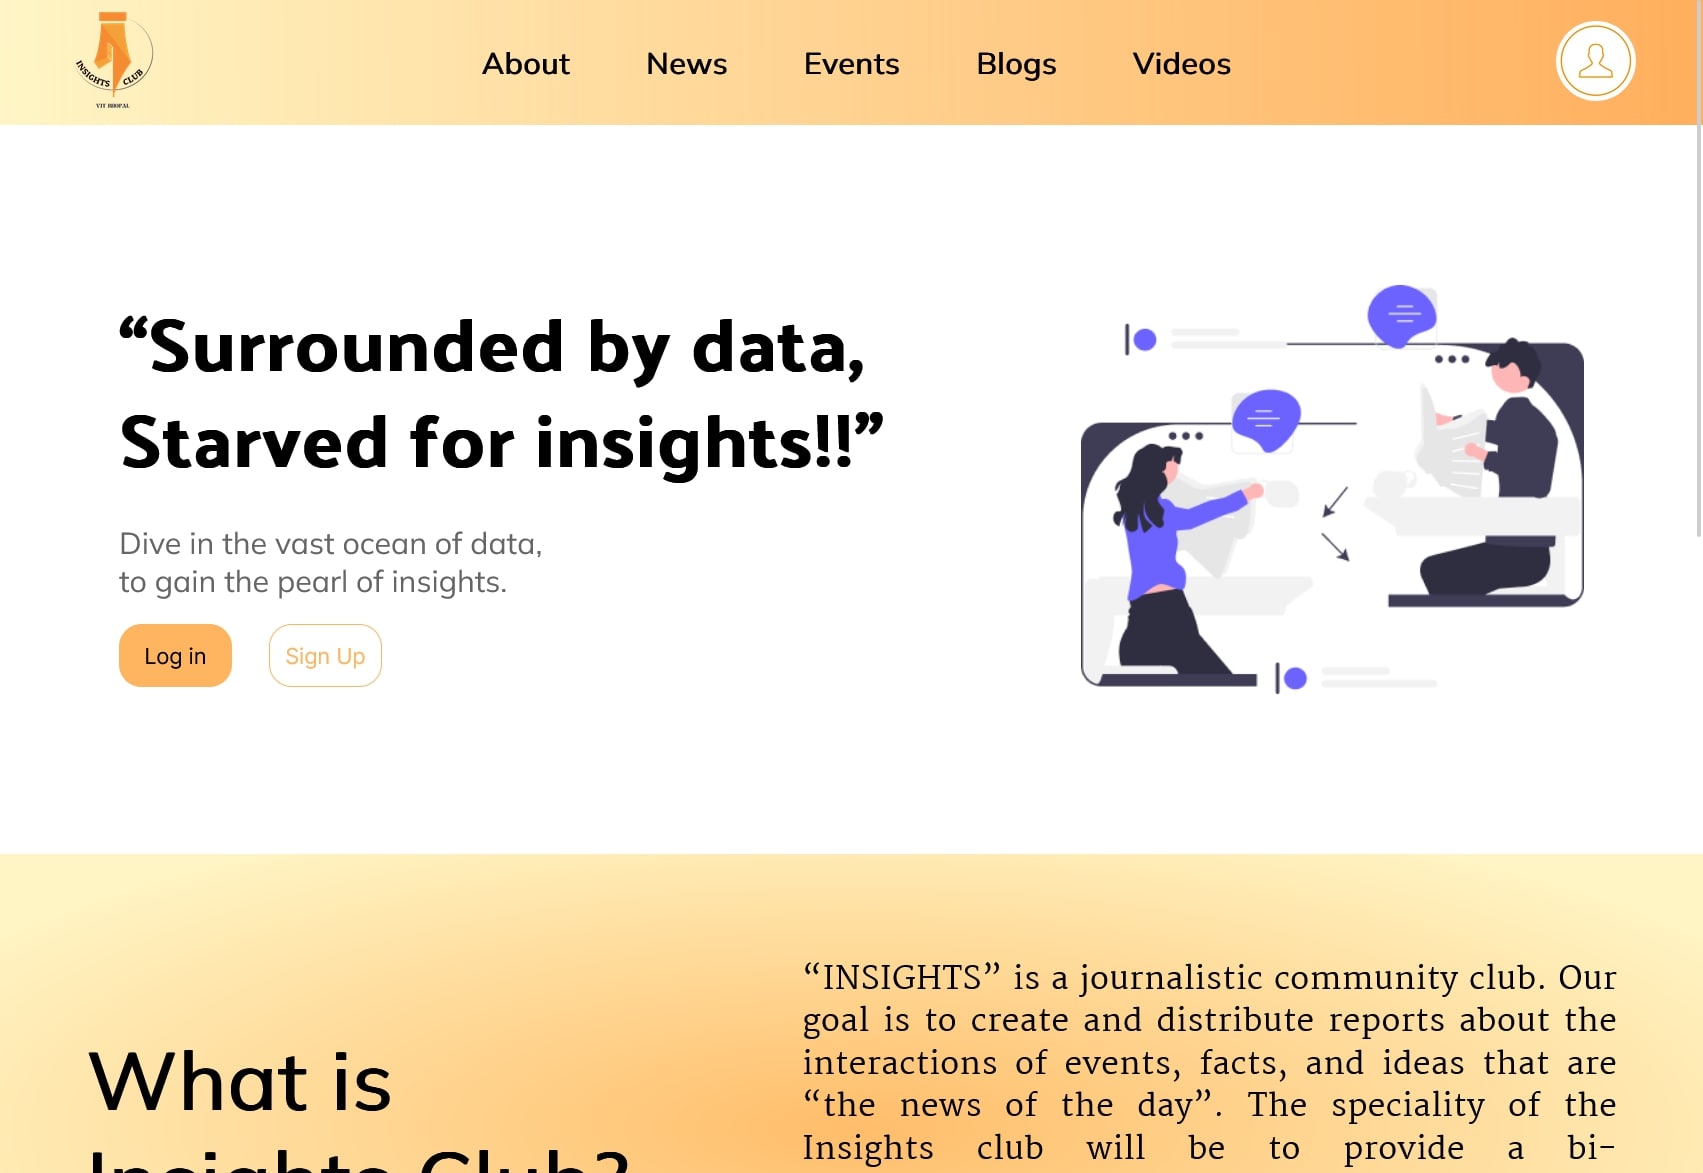 INSIGHTS CLUB
VIT BHOPAL
About News Events Blogs Videos
“Surrounded by data,
Starved for insights!!”
Dive in the vast ocean of data,
to gain the pearl of insights.
Log in Sign Up
What is
Insights Club?
“INSIGHTS” is a journalistic community club. Our
goal is to create and distribute reports about the
interactions of events, facts, and ideas that are
“the news of the day”. The speciality of the
Insights club will be to provide a bi-